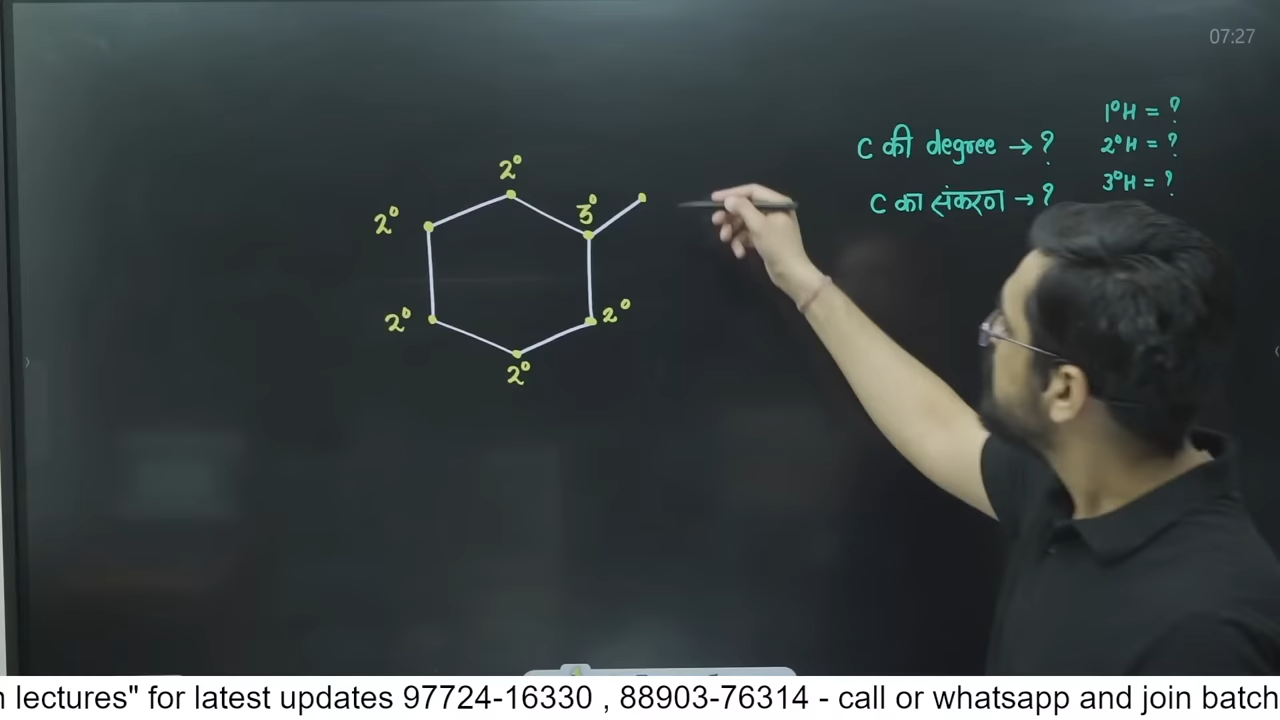 07:27
1°H = ?
C की degree → ?
2°H = ?
3°H = ?
C का संकरण → ?
2°
2°
3°
2°
2°
2°
n lectures" for latest updates 97724-16330 , 88903-76314 - call or whatsapp and join batch